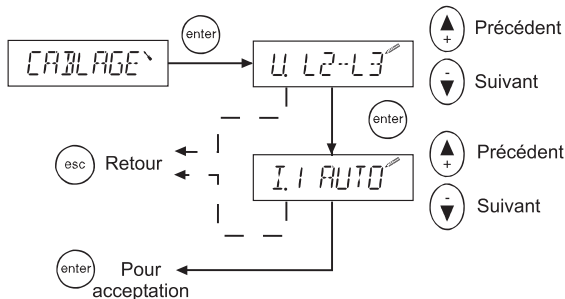 enter
+
Précédent
CABLAGE
U. L2-L3
-
Suivant
enter
esc
Retour
I.1 AUTO
+
Précédent
-
Suivant
enter
Pour
acceptation